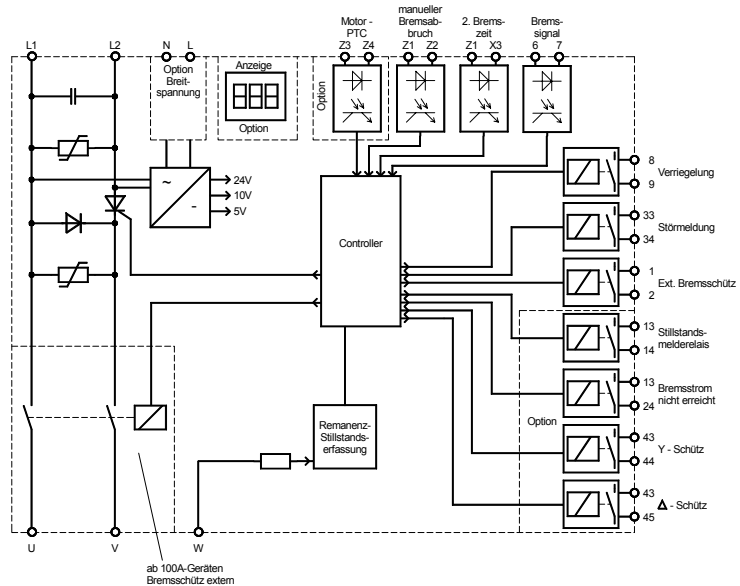 Motor -
PTC
Z3 Z4
manueller
Bremsab-
bruch
Z1 Z2
2. Brems-
zeit
Z1 X3
Brems-
signal
6 7
L1
L2
N L
Option
Breit-
spannung
Anzeige
Option
Option
~
-
24V
10V
5V
Controller
8
9
Verriegelung
33
34
Störmeldung
1
2
Ext. Bremsschütz
13
14
Stillstands-
melderelais
13
24
Bremsstrom
nicht erreicht
Option
43
44
Y - Schütz
43
45
Δ - Schütz
Remanenz-
Stillstands-
erfassung
U
V
W
ab 100A-Geräten
Bremsschütz extern